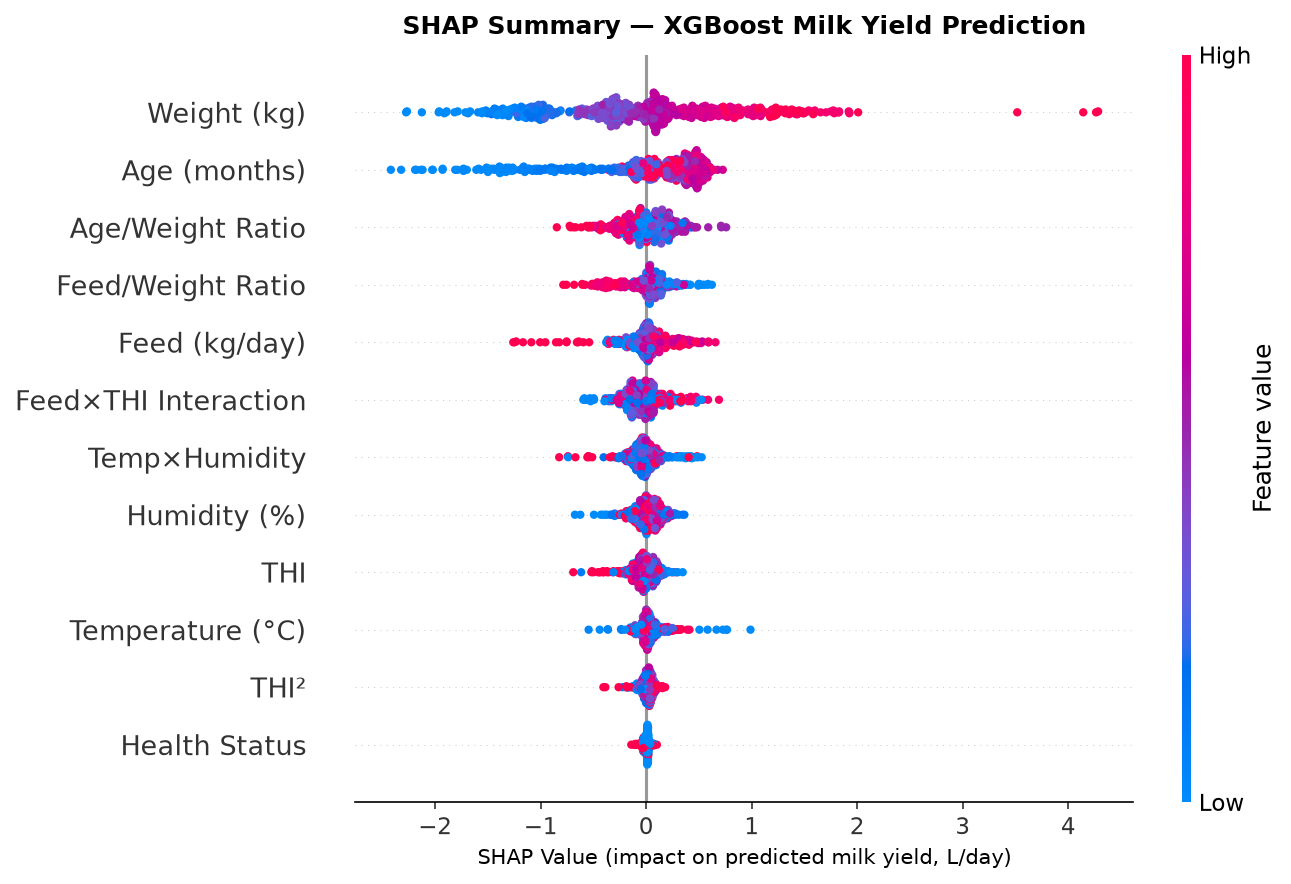 SHAP Summary — XGBoost Milk Yield Prediction
High
Weight (kg)
Age (months)
Age/Weight Ratio
Feed/Weight Ratio
Feed (kg/day)
Feed×THI Interaction
Temp×Humidity
Humidity (%)
THI
Temperature (°C)
THI²
Health Status
Feature value
Low
−2 −1 0 1 2 3 4
SHAP Value (impact on predicted milk yield, L/day)